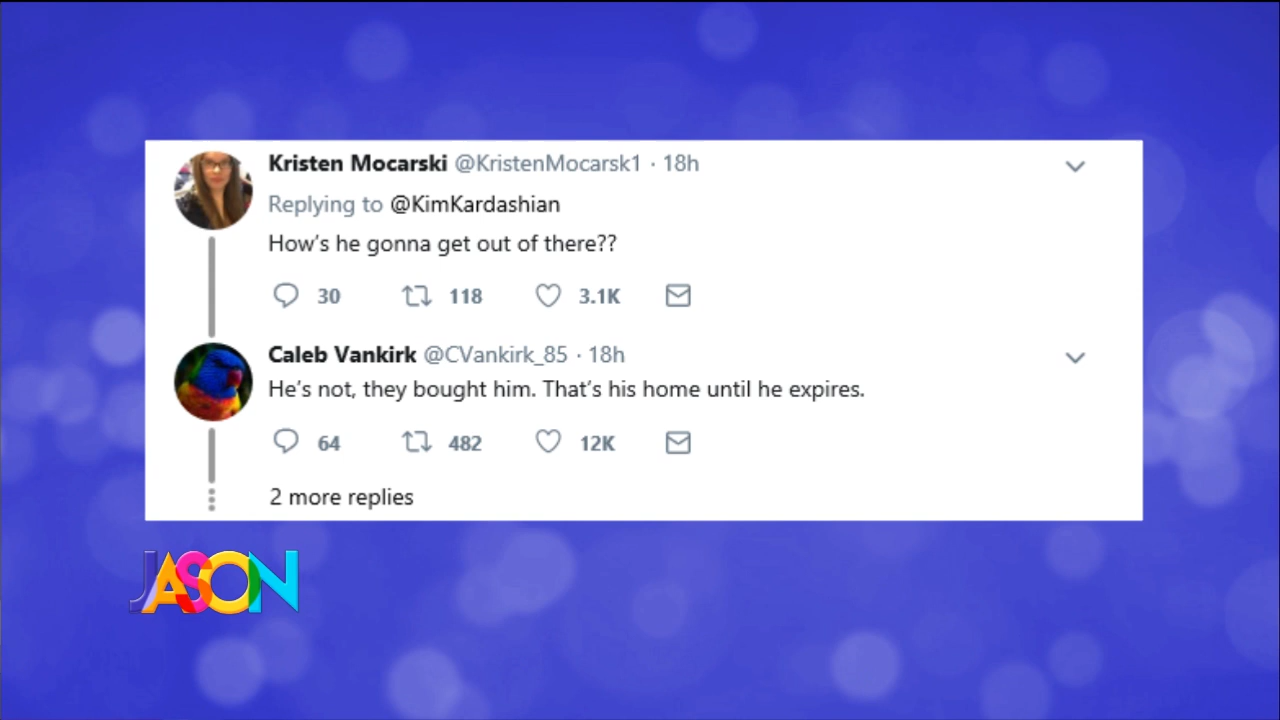 Kristen Mocarski @KristenMocarsk1 · 18h
Replying to @KimKardashian
How's he gonna get out of there??
30 118 3.1K
Caleb Vankirk @CVankirk_85 · 18h
He's not, they bought him. That's his home until he expires.
64 482 12K
2 more replies
JASON